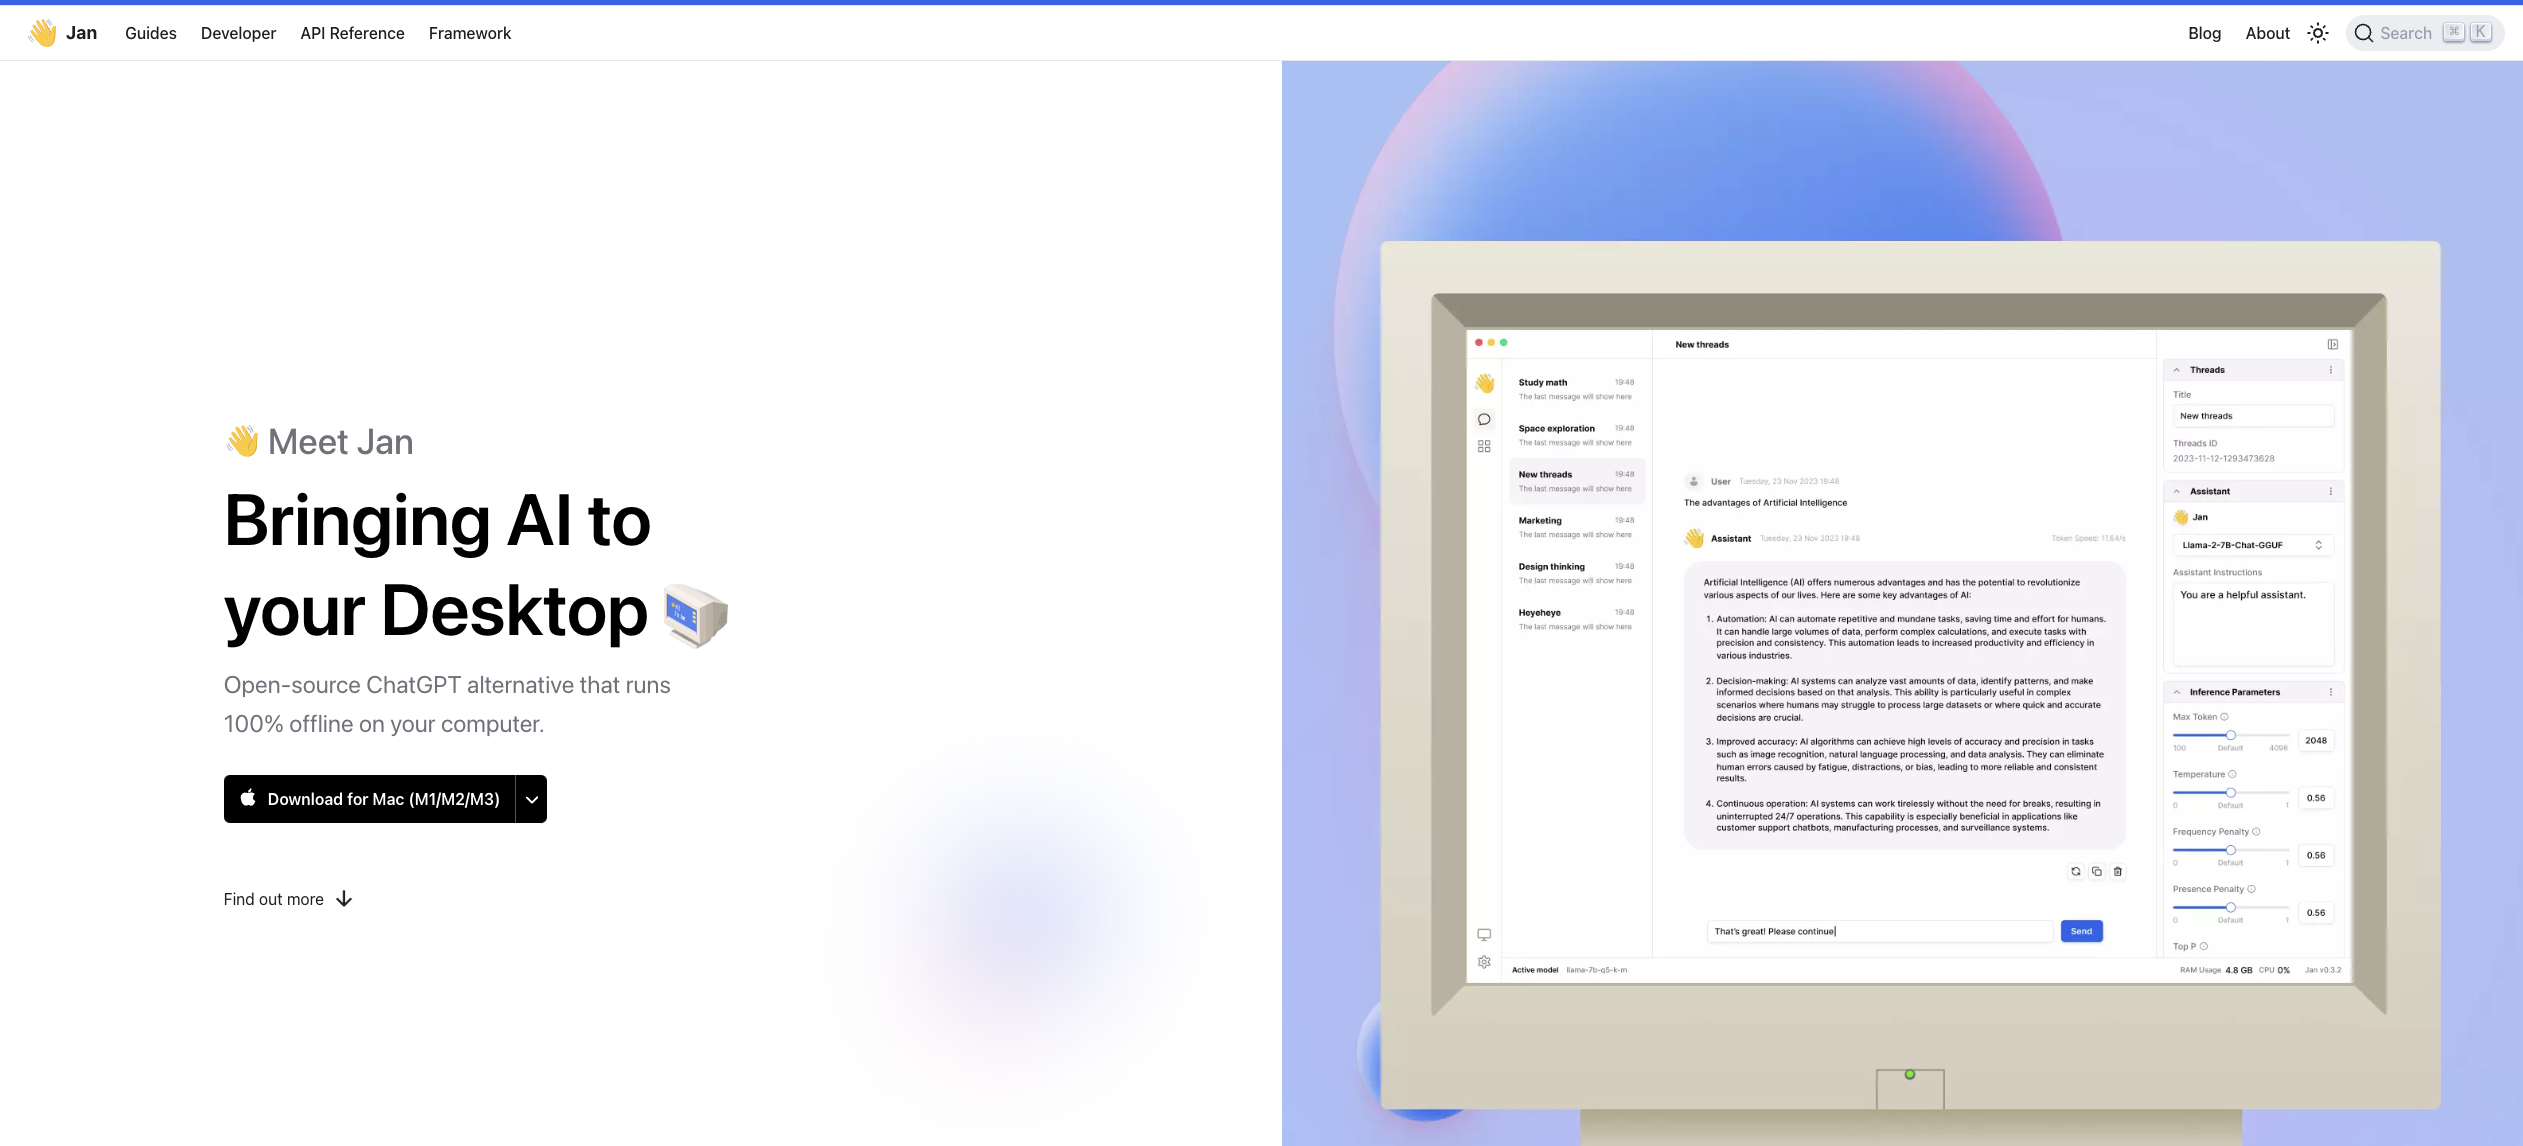 Jan
Guides
Developer
API Reference
Framework
Blog
About
Search
⌘ K
Meet Jan
Bringing AI to
your Desktop
Open-source ChatGPT alternative that runs
100% offline on your computer.
Download for Mac (M1/M2/M3)
Find out more
New threads
Study math 19:48
The last message will show here
Space exploration 19:48
The last message will show here
New threads 19:48
The last message will show here
Marketing 19:48
The last message will show here
Design thinking 19:48
The last message will show here
Heyeheye 19:48
The last message will show here
User Tuesday, 23 Nov 2023 19:48
The advantages of Artificial Intelligence
Assistant Tuesday, 23 Nov 2023 19:48
Token Speed: 17.64/s
Artificial Intelligence (AI) offers numerous advantages and has the potential to revolutionize
various aspects of our lives. Here are some key advantages of AI:
1. Automation: AI can automate repetitive and mundane tasks, saving time and effort for humans.
It can handle large volumes of data, perform complex calculations, and execute tasks with
precision and consistency. This automation leads to increased productivity and efficiency in
various industries.
2. Decision-making: AI systems can analyze vast amounts of data, identify patterns, and make
informed decisions based on that analysis. This ability is particularly useful in complex
scenarios where humans may struggle to process large datasets or where quick and accurate
decisions are crucial.
3. Improved accuracy: AI algorithms can achieve high levels of accuracy and precision in tasks
such as image recognition, natural language processing, and data analysis. They can eliminate
human errors caused by fatigue, distractions, or bias, leading to more reliable and consistent
results.
4. Continuous operation: AI systems can work tirelessly without the need for breaks, resulting in
uninterrupted 24/7 operations. This capability is especially beneficial in applications like
customer support chatbots, manufacturing processes, and surveillance systems.
That's great! Please continue
Send
Threads
Title
New threads
Threads ID
2023-11-12-1293473628
Assistant
Jan
Llama-2-7B-Chat-GGUF
Assistant Instructions
You are a helpful assistant.
Inference Parameters
Max Token
2048
100 Default 4096
Temperature
0.56
0 Default 1
Frequency Penalty
0.56
0 Default 1
Presence Penalty
0.56
0 Default 1
Top P
Active model llama-7b-q5-k-m
RAM Usage 4.8 GB CPU 0% Jan v0.3.2